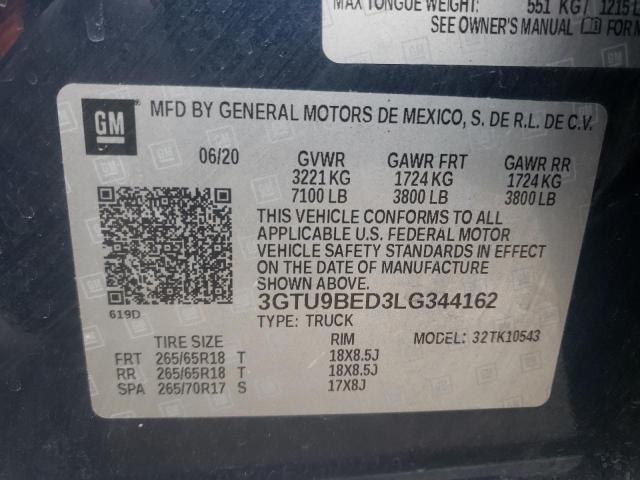 MAX TONGUE WEIGHT: 551 KG/ 1215
SEE OWNER'S MANUAL FOR
GM
MFD BY GENERAL MOTORS DE MEXICO, S. DE R.L. DE C.V.
06/20 GVWR GAWR FRT GAWR RR
3221 KG 1724 KG 1724 KG
7100 LB 3800 LB 3800 LB
THIS VEHICLE CONFORMS TO ALL
APPLICABLE U.S. FEDERAL MOTOR
VEHICLE SAFETY STANDARDS IN EFFECT
ON THE DATE OF MANUFACTURE
SHOWN ABOVE.
3GTU9BED3LG344162
619D
TYPE: TRUCK MODEL: 32TK10543
TIRE SIZE RIM
FRT 265/65R18 T 18X8.5J
RR 265/65R18 T 18X8.5J
SPA 265/70R17 S 17X8J